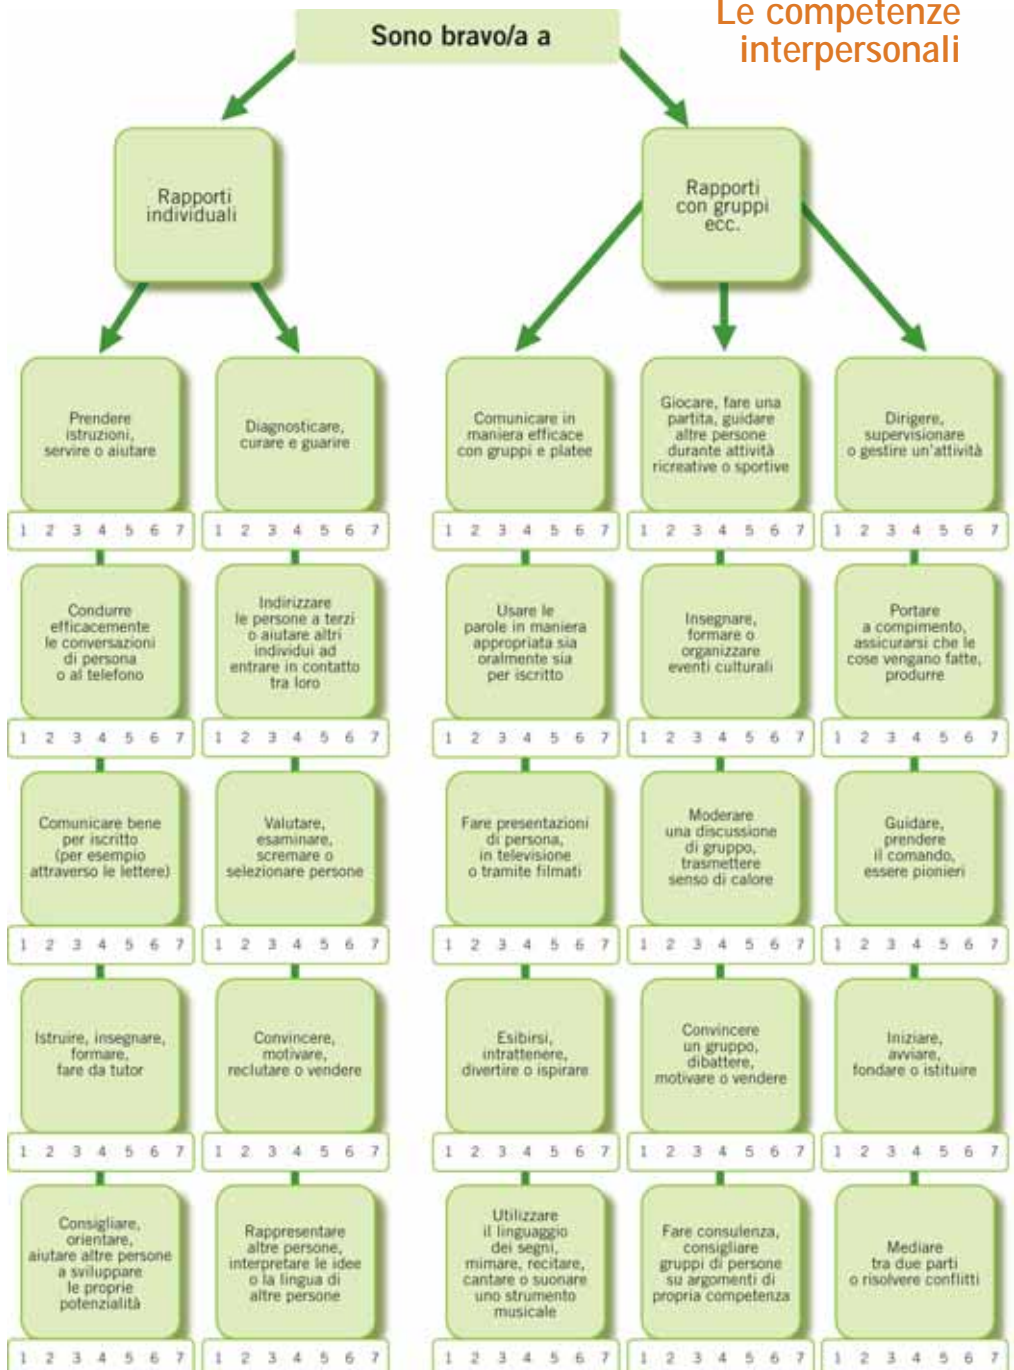 Le competenze
interpersonali
Sono bravo/a a
Rapporti
individuali
Rapporti
con gruppi
ecc.
Prendere
istruzioni,
servire o aiutare
1 2 3 4 5 6 7
Diagnosticare,
curare e guarire
1 2 3 4 5 6 7
Comunicare in
maniera efficace
con gruppi e platee
1 2 3 4 5 6 7
Giocare, fare una
partita, guidare
altre persone
durante attività
ricreative o sportive
1 2 3 4 5 6 7
Dirigere,
supervisionare
o gestire un'attività
1 2 3 4 5 6 7
Condurre
efficacemente
le conversazioni
di persona
o al telefono
1 2 3 4 5 6 7
Indirizzare
le persone a terzi
o aiutare altri
individui ad
entrare in contatto
tra loro
1 2 3 4 5 6 7
Usare le
parole in maniera
appropriata sia
oralmente sia
per iscritto
1 2 3 4 5 6 7
Insegnare,
formare o
organizzare
eventi culturali
1 2 3 4 5 6 7
Portare
a compimento,
assicurarsi che le
cose vengano fatte,
produrre
1 2 3 4 5 6 7
Comunicare bene
per iscritto
(per esempio
attraverso le lettere)
1 2 3 4 5 6 7
Valutare,
esaminare,
scremare o
selezionare persone
1 2 3 4 5 6 7
Fare presentazioni
di persona,
in televisione
o tramite filmati
1 2 3 4 5 6 7
Moderare
una discussione
di gruppo,
trasmettere
senso di calore
1 2 3 4 5 6 7
Guidare,
prendere
il comando,
essere pionieri
1 2 3 4 5 6 7
Istruire, insegnare,
formare,
fare da tutor
1 2 3 4 5 6 7
Convincere,
motivare,
reclutare o vendere
1 2 3 4 5 6 7
Esibirsi,
intrattenere,
divertire o ispirare
1 2 3 4 5 6 7
Convincere
un gruppo,
dibattere,
motivare o vendere
1 2 3 4 5 6 7
Iniziare,
avviare,
fondare o istituire
1 2 3 4 5 6 7
Consigliare,
orientare,
aiutare altre persone
a sviluppare
le proprie
potenzialità
1 2 3 4 5 6 7
Rappresentare
altre persone,
interpretare le idee
o la lingua di
altre persone
1 2 3 4 5 6 7
Utilizzare
il linguaggio
dei segni,
mimare, recitare,
cantare o suonare
uno strumento
musicale
1 2 3 4 5 6 7
Fare consulenza,
consigliare
gruppi di persone
su argomenti di
propria competenza
1 2 3 4 5 6 7
Mediare
tra due parti
o risolvere conflitti
1 2 3 4 5 6 7